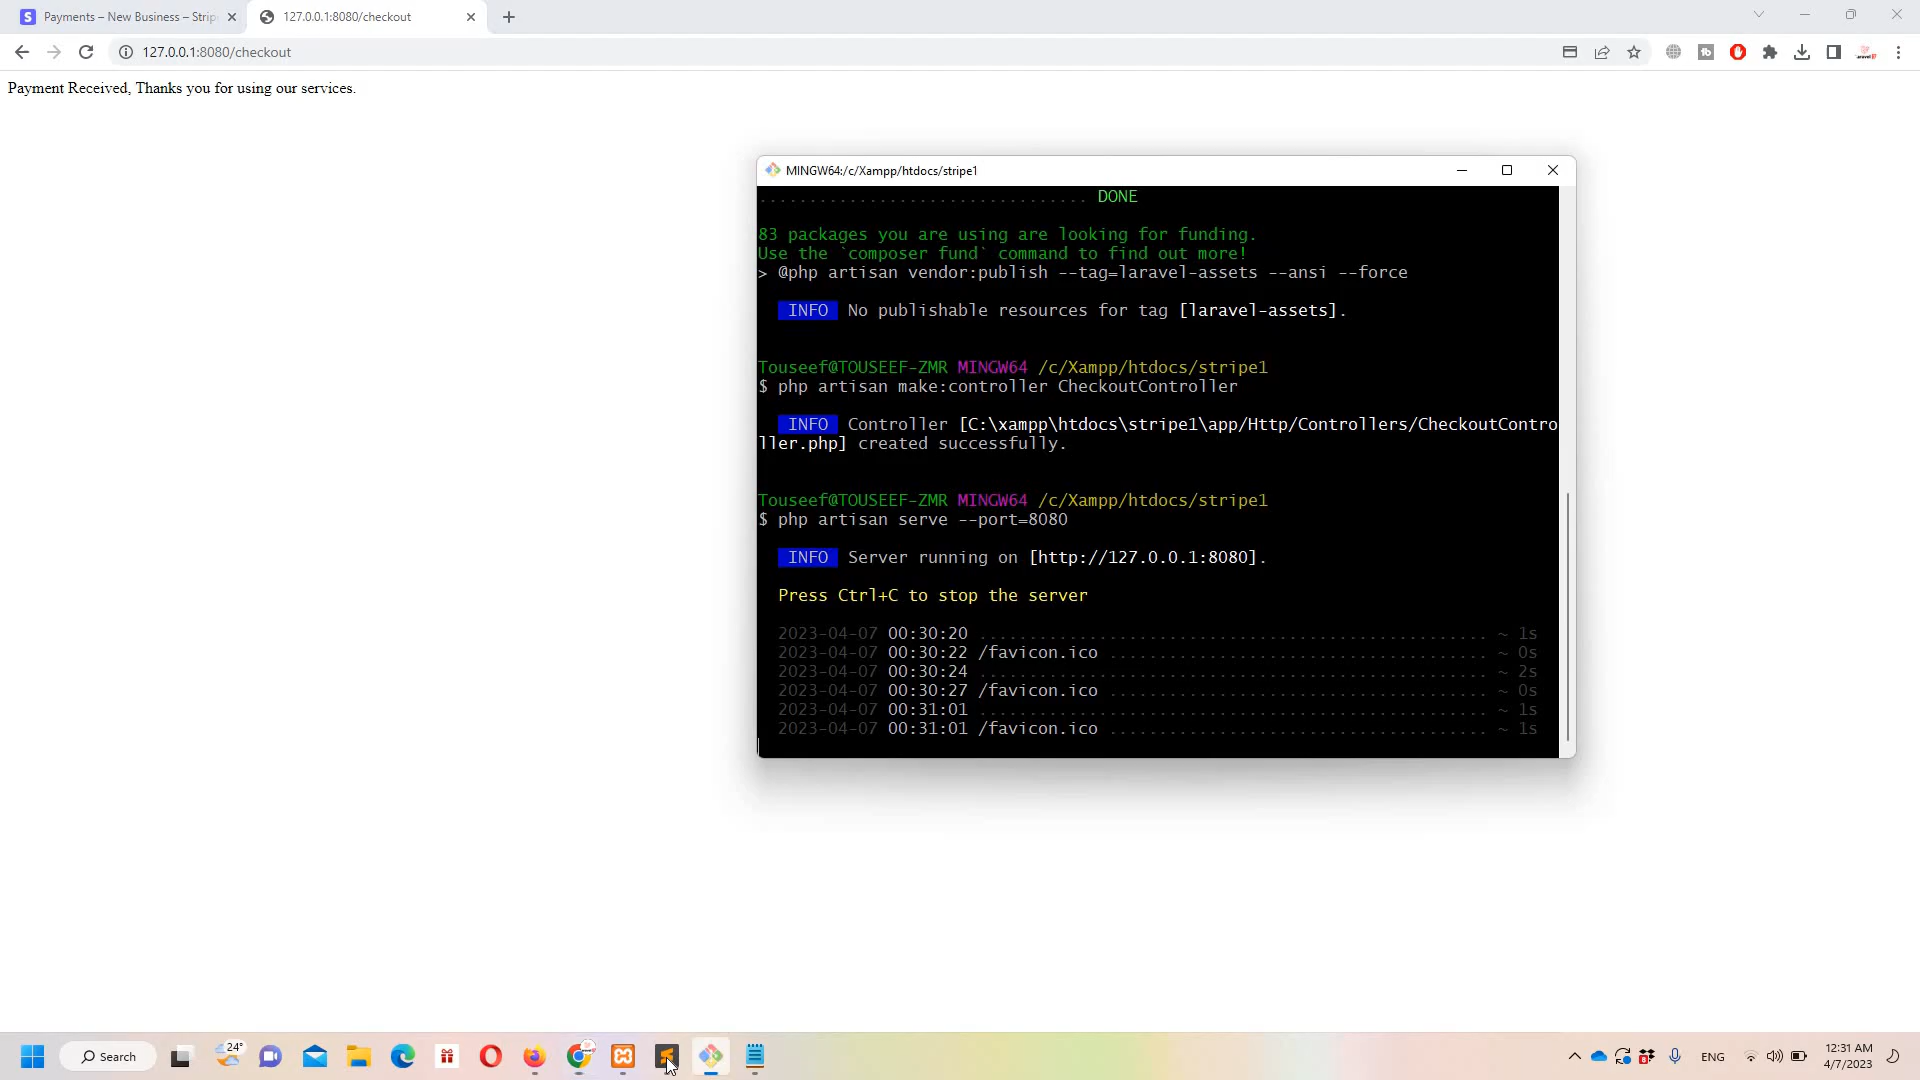 Payments – New Business – Strip
127.0.0.1:8080/checkout
127.0.0.1:8080/checkout
Payment Received, Thanks you for using our services.
MINGW64:/c/Xampp/htdocs/stripe1
................................. DONE
83 packages you are using are looking for funding.
Use the `composer fund` command to find out more!
> @php artisan vendor:publish --tag=laravel-assets --ansi --force
INFO No publishable resources for tag [laravel-assets].
Touseef@TOUSEEF-ZMR MINGW64 /c/Xampp/htdocs/stripe1
$ php artisan make:controller CheckoutController
INFO Controller [C:\xampp\htdocs\stripe1\app/Http/Controllers/CheckoutContro
ller.php] created successfully.
Touseef@TOUSEEF-ZMR MINGW64 /c/Xampp/htdocs/stripe1
$ php artisan serve --port=8080
INFO Server running on [http://127.0.0.1:8080].
Press Ctrl+C to stop the server
2023-04-07 00:30:20 ................................................... ~ 1s
2023-04-07 00:30:22 /favicon.ico ...................................... ~ 0s
2023-04-07 00:30:24 ................................................... ~ 2s
2023-04-07 00:30:27 /favicon.ico ...................................... ~ 0s
2023-04-07 00:31:01 ................................................... ~ 1s
2023-04-07 00:31:01 /favicon.ico ...................................... ~ 1s
Search
24°
ENG
12:31 AM
4/7/2023